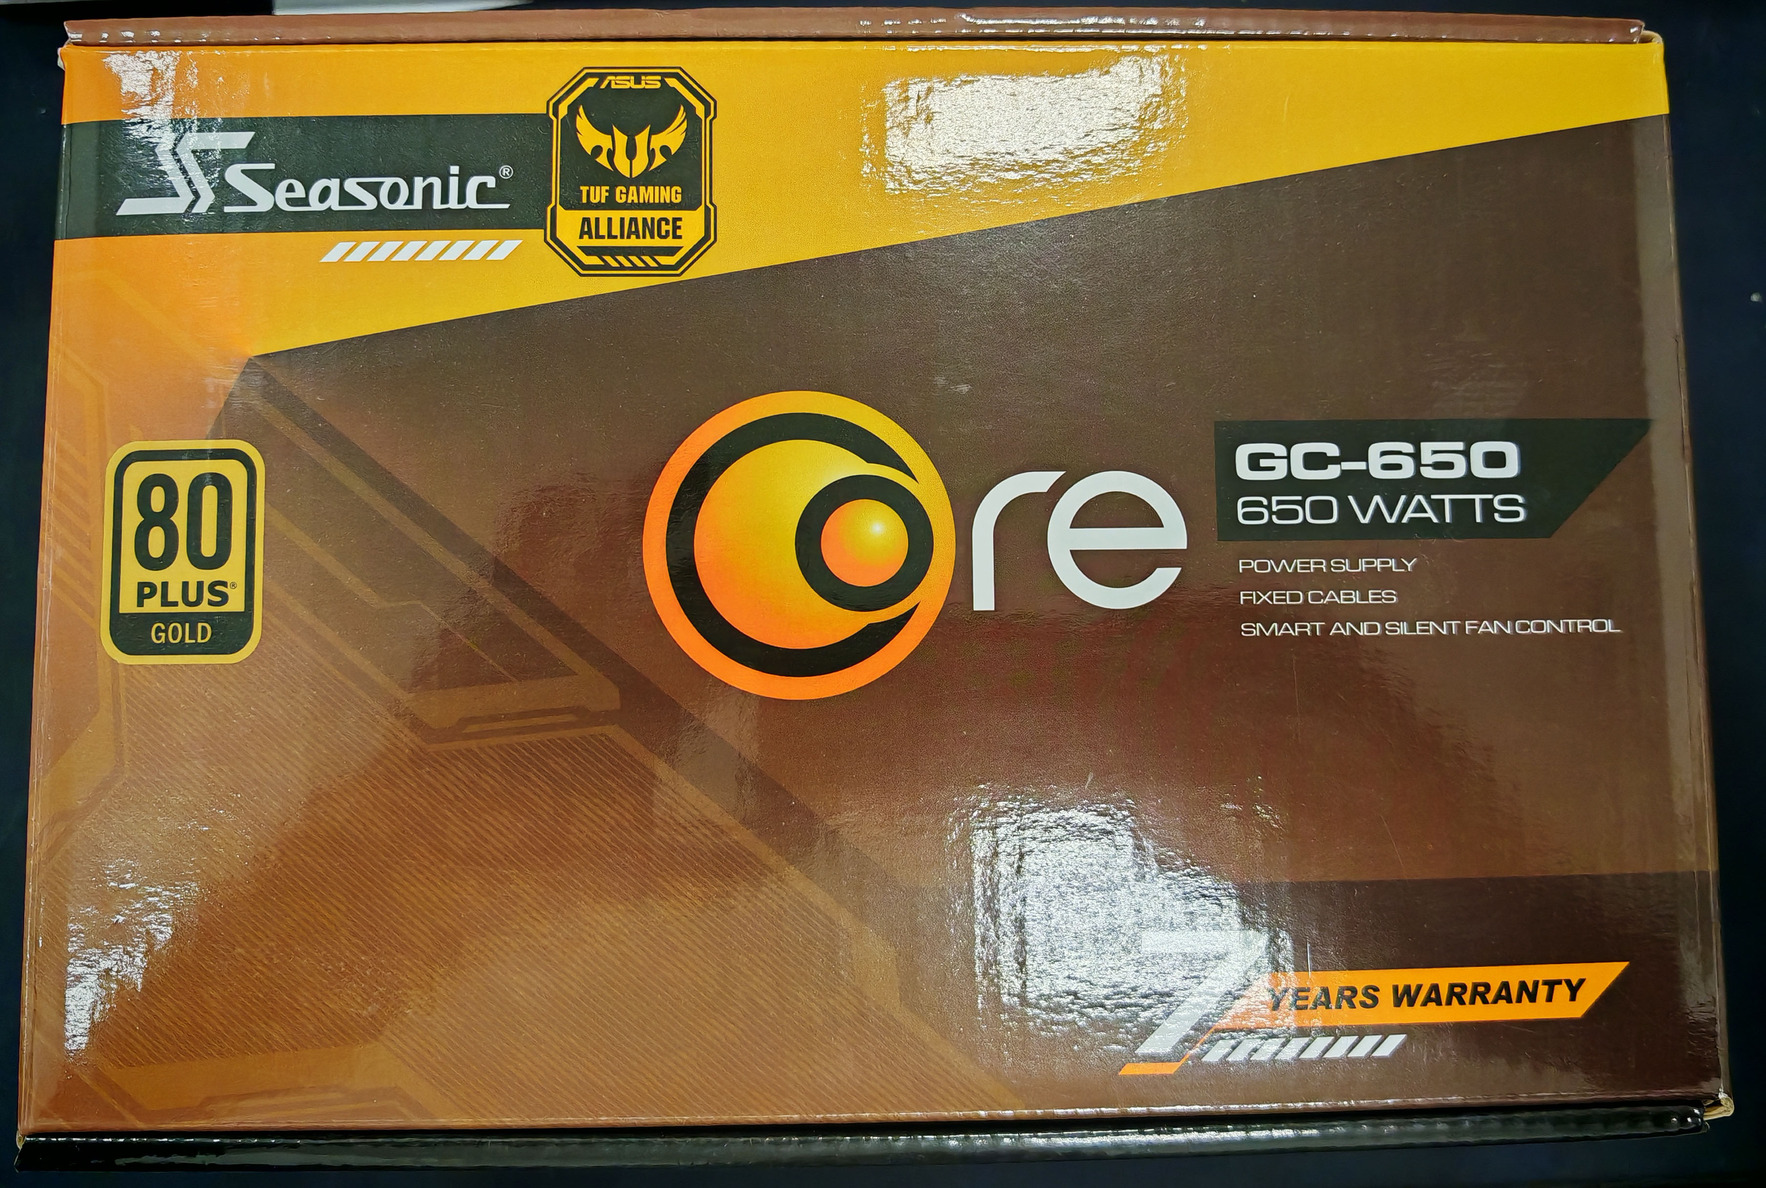 Seasonic®
ASUS
TUF GAMING
ALLIANCE
80
PLUS®
GOLD
Core
GC-650
650 WATTS
POWER SUPPLY
FIXED CABLES
SMART AND SILENT FAN CONTROL
7 YEARS WARRANTY